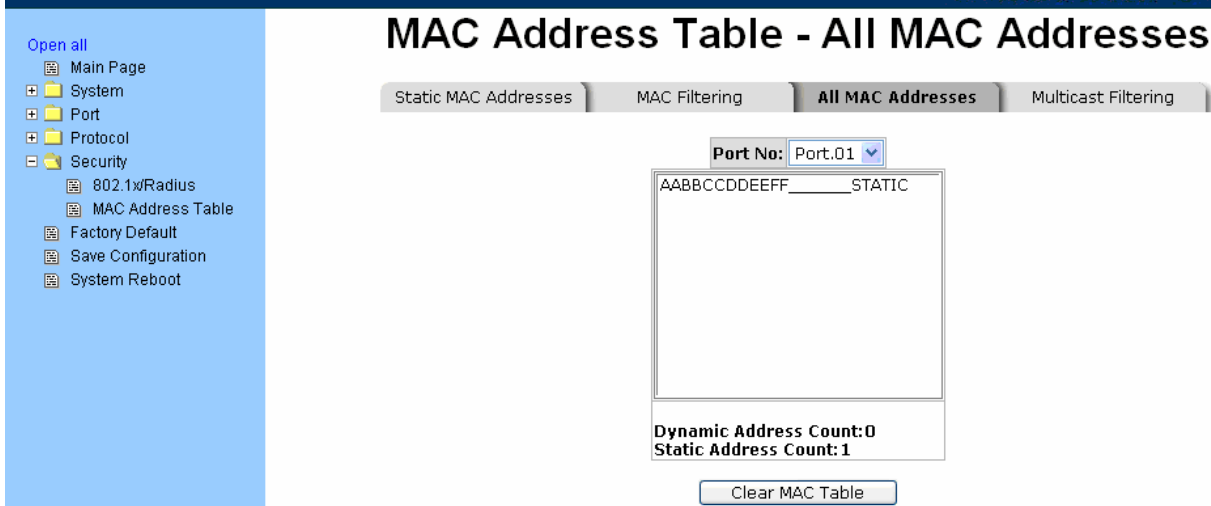 MAC Address Table - All MAC Addresses
Open all
Main Page
System
Port
Protocol
Security
802.1x/Radius
MAC Address Table
Factory Default
Save Configuration
System Reboot
Static MAC Addresses MAC Filtering All MAC Addresses Multicast Filtering
Port No: Port.01
AABBCCDDEEFF_______STATIC
Dynamic Address Count:0
Static Address Count:1
Clear MAC Table